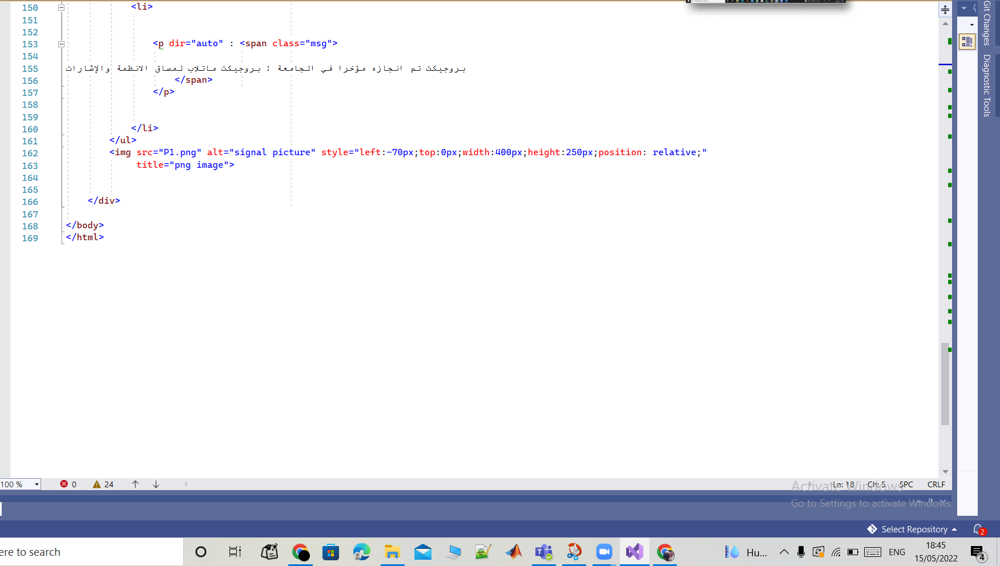 150 <li>
151
152
153 <p dir="auto" : <span class="msg">
154
155 بروجيكت تم انجازه مؤخرا في الجامعة : بروجيكت ماتلاب لمساق الانظمة والإشارات
156 </span>
157 </p>
158
159
160 </li>
161 </ul>
162 <img src="P1.png" alt="signal picture" style="left:-70px;top:0px;width:400px;height:250px;position: relative;"
163 title="png image">
164
165
166 </div>
167
168 </body>
169 </html>
Git Changes
Diagnostic Tools
100 % 0 24 Ln: 18 Ch: 5 SPC CRLF
Activate Windows
Go to Settings to activate Windows.
Select Repository 2
ere to search Hu... ENG 18:45
15/05/2022 4